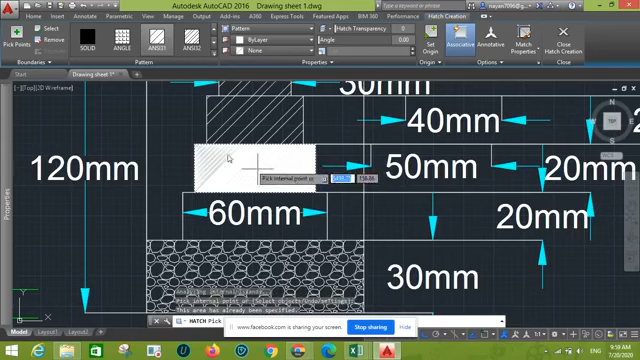 Autodesk AutoCAD 2016 Drawing sheet 1.dwg
Home Insert Annotate Parametric View Manage Output Add-ins A360 Express Tools Featured Apps BIM 360 Performance Hatch Creation
Pick Points
SOLID ANGLE ANSI31 ANSI32
Pattern
ByLayer
None
Hatch Transparency 0
Angle 0.00
Set Origin
Associative
Annotative
Match Properties
Close Hatch Creation
Boundaries Pattern Properties Origin Options Close
Start Drawing sheet 1*
[-][Top][2D Wireframe]
Properties
30mm
40mm
120mm
50mm
20mm
60mm
20mm
30mm
N
TOP
S
Pick internal point or
Pick internal point or [Select objects/Undo/seTtings]:
This area has already been specified.
HATCH Pick
www.facebook.com is sharing your screen. Stop sharing Hide
Model Layout1 Layout2
ENG
9:58 AM
7/20/2020